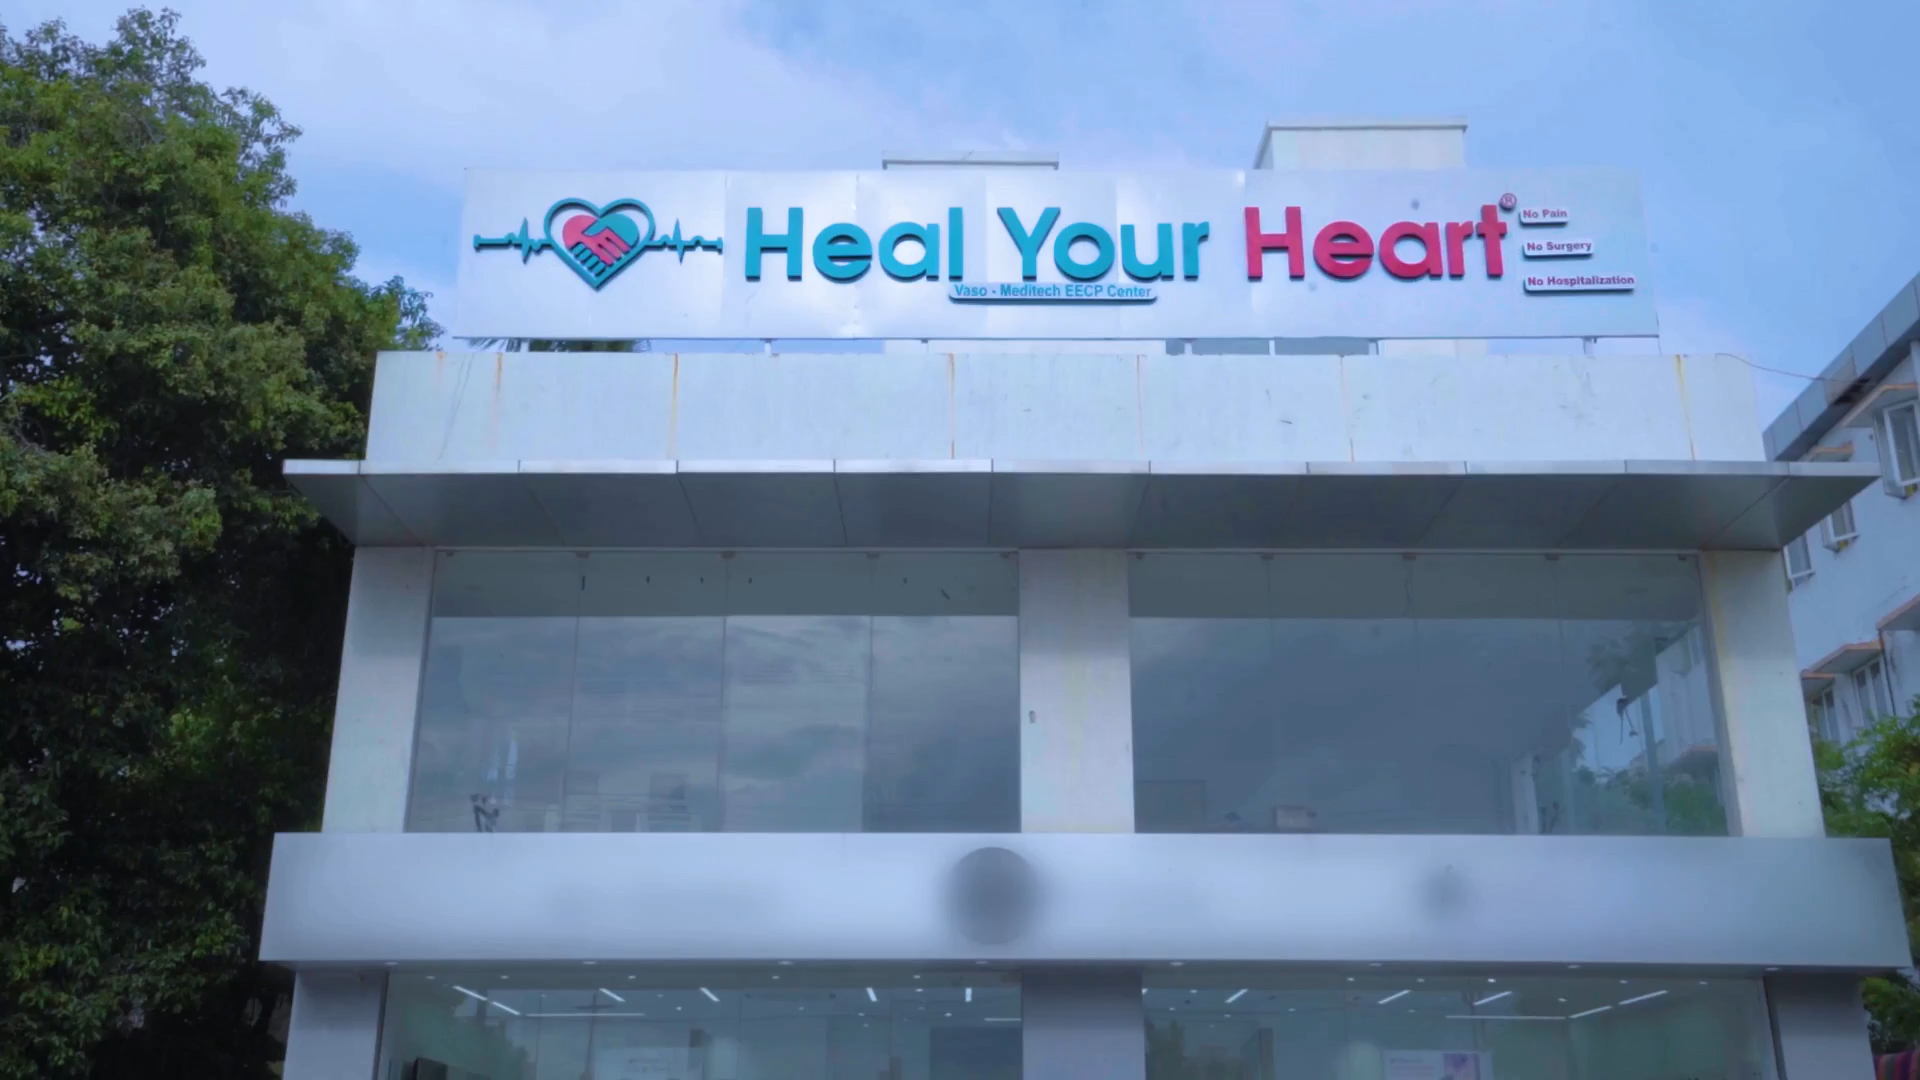 Heal Your Heart®
Vaso - Meditech EECP Center
No Pain
No Surgery
No Hospitalization